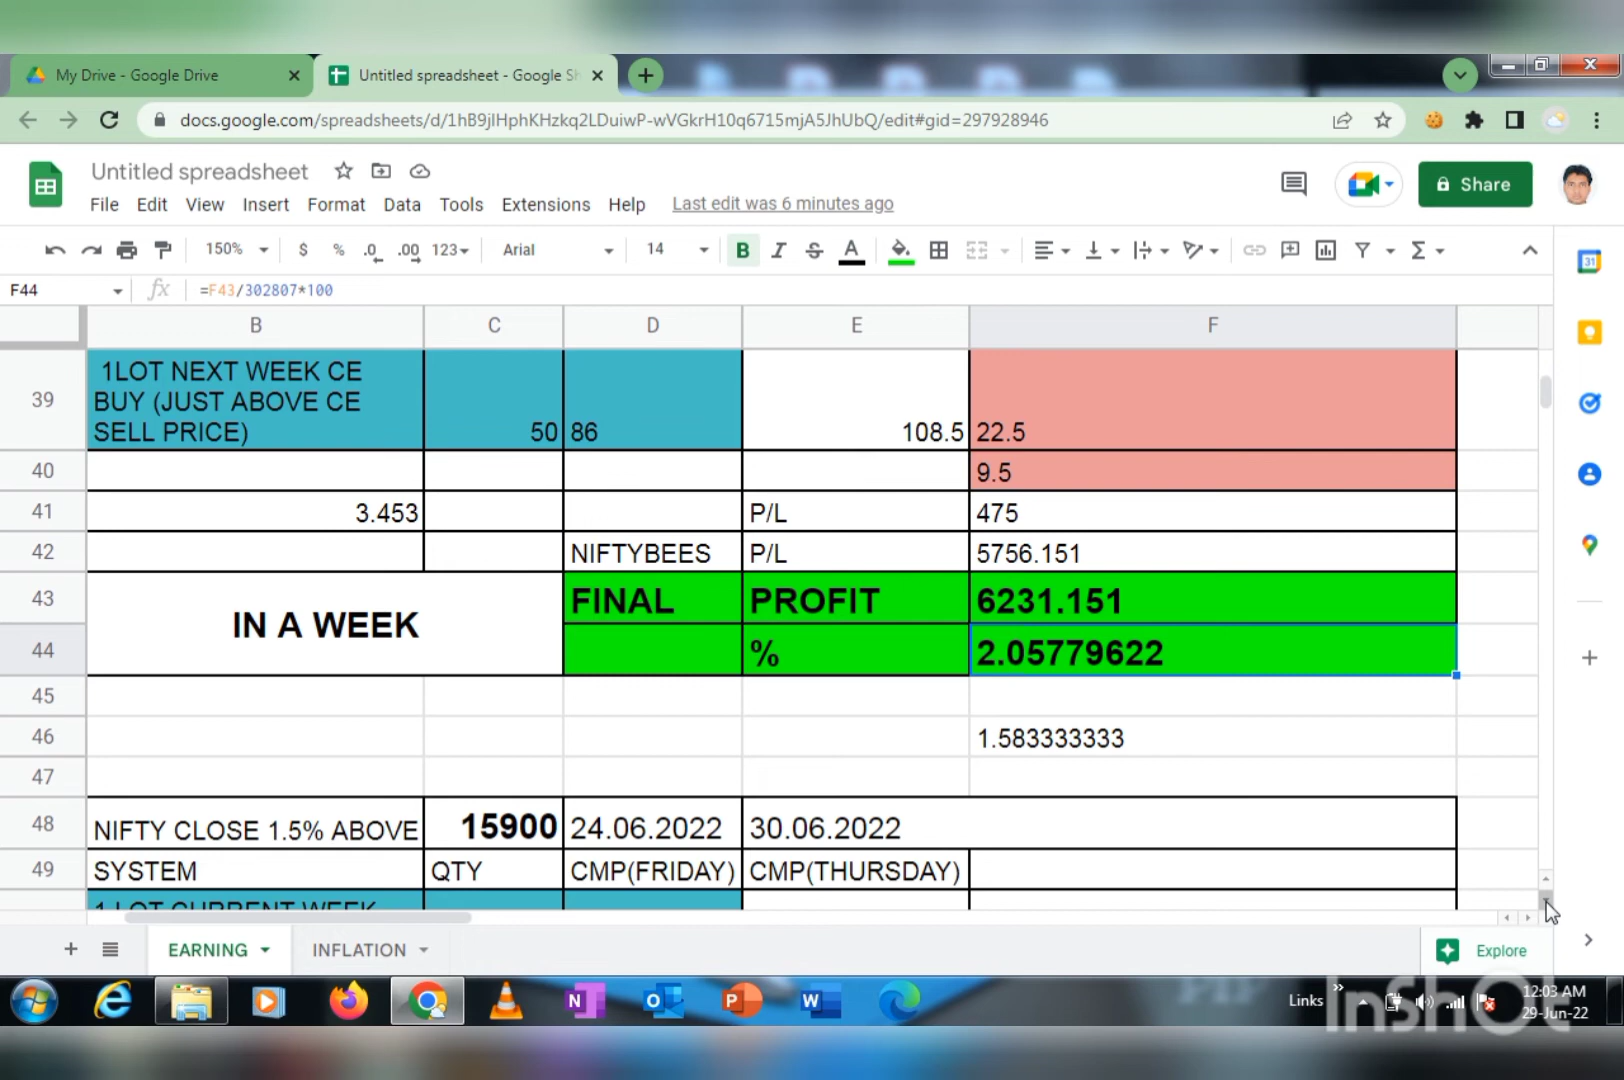 My Drive - Google Drive
Untitled spreadsheet - Google Sh
docs.google.com/spreadsheets/d/1hB9jlHphKHzkq2LDuiwP-wVGkrH10q6715mjA5JhUbQ/edit#gid=297928946
Untitled spreadsheet
Share
File Edit View Insert Format Data Tools Extensions Help Last edit was 6 minutes ago
150% $ % .0 .00 123 Arial 14 B I S A
31
F44 fx =F43/302807*100
B C D E F
39 1LOT NEXT WEEK CE
BUY (JUST ABOVE CE
SELL PRICE) 50 86 108.5 22.5
40 9.5
41 3.453 P/L 475
42 NIFTYBEES P/L 5756.151
43 FINAL PROFIT 6231.151
IN A WEEK
44 % 2.05779622
45
46 1.583333333
47
48 NIFTY CLOSE 1.5% ABOVE 15900 24.06.2022 30.06.2022
49 SYSTEM QTY CMP(FRIDAY) CMP(THURSDAY)
1 LOT CURRENT WEEK
EARNING INFLATION Explore
Links
12:03 AM
29-Jun-22
InShOt